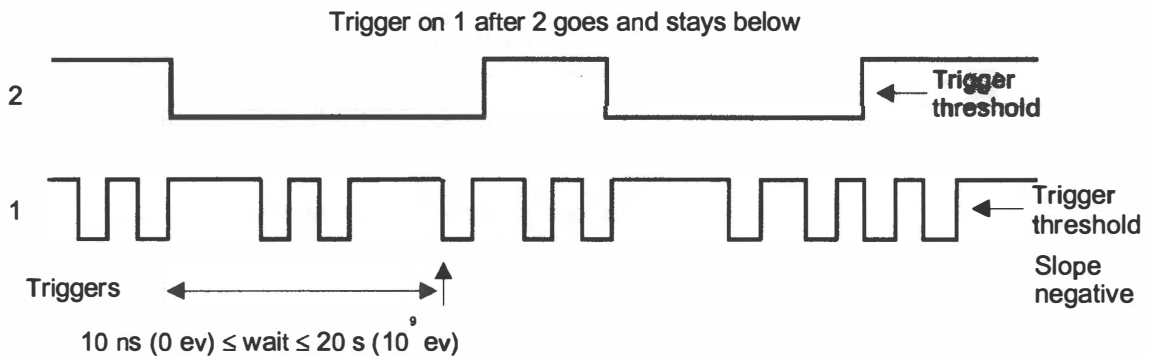 Trigger on 1 after 2 goes and stays below
2
Trigger
threshold
1
Trigger
threshold
Slope
negative
Triggers
10 ns (0 ev) ≤ wait ≤ 20 s (10⁹ ev)